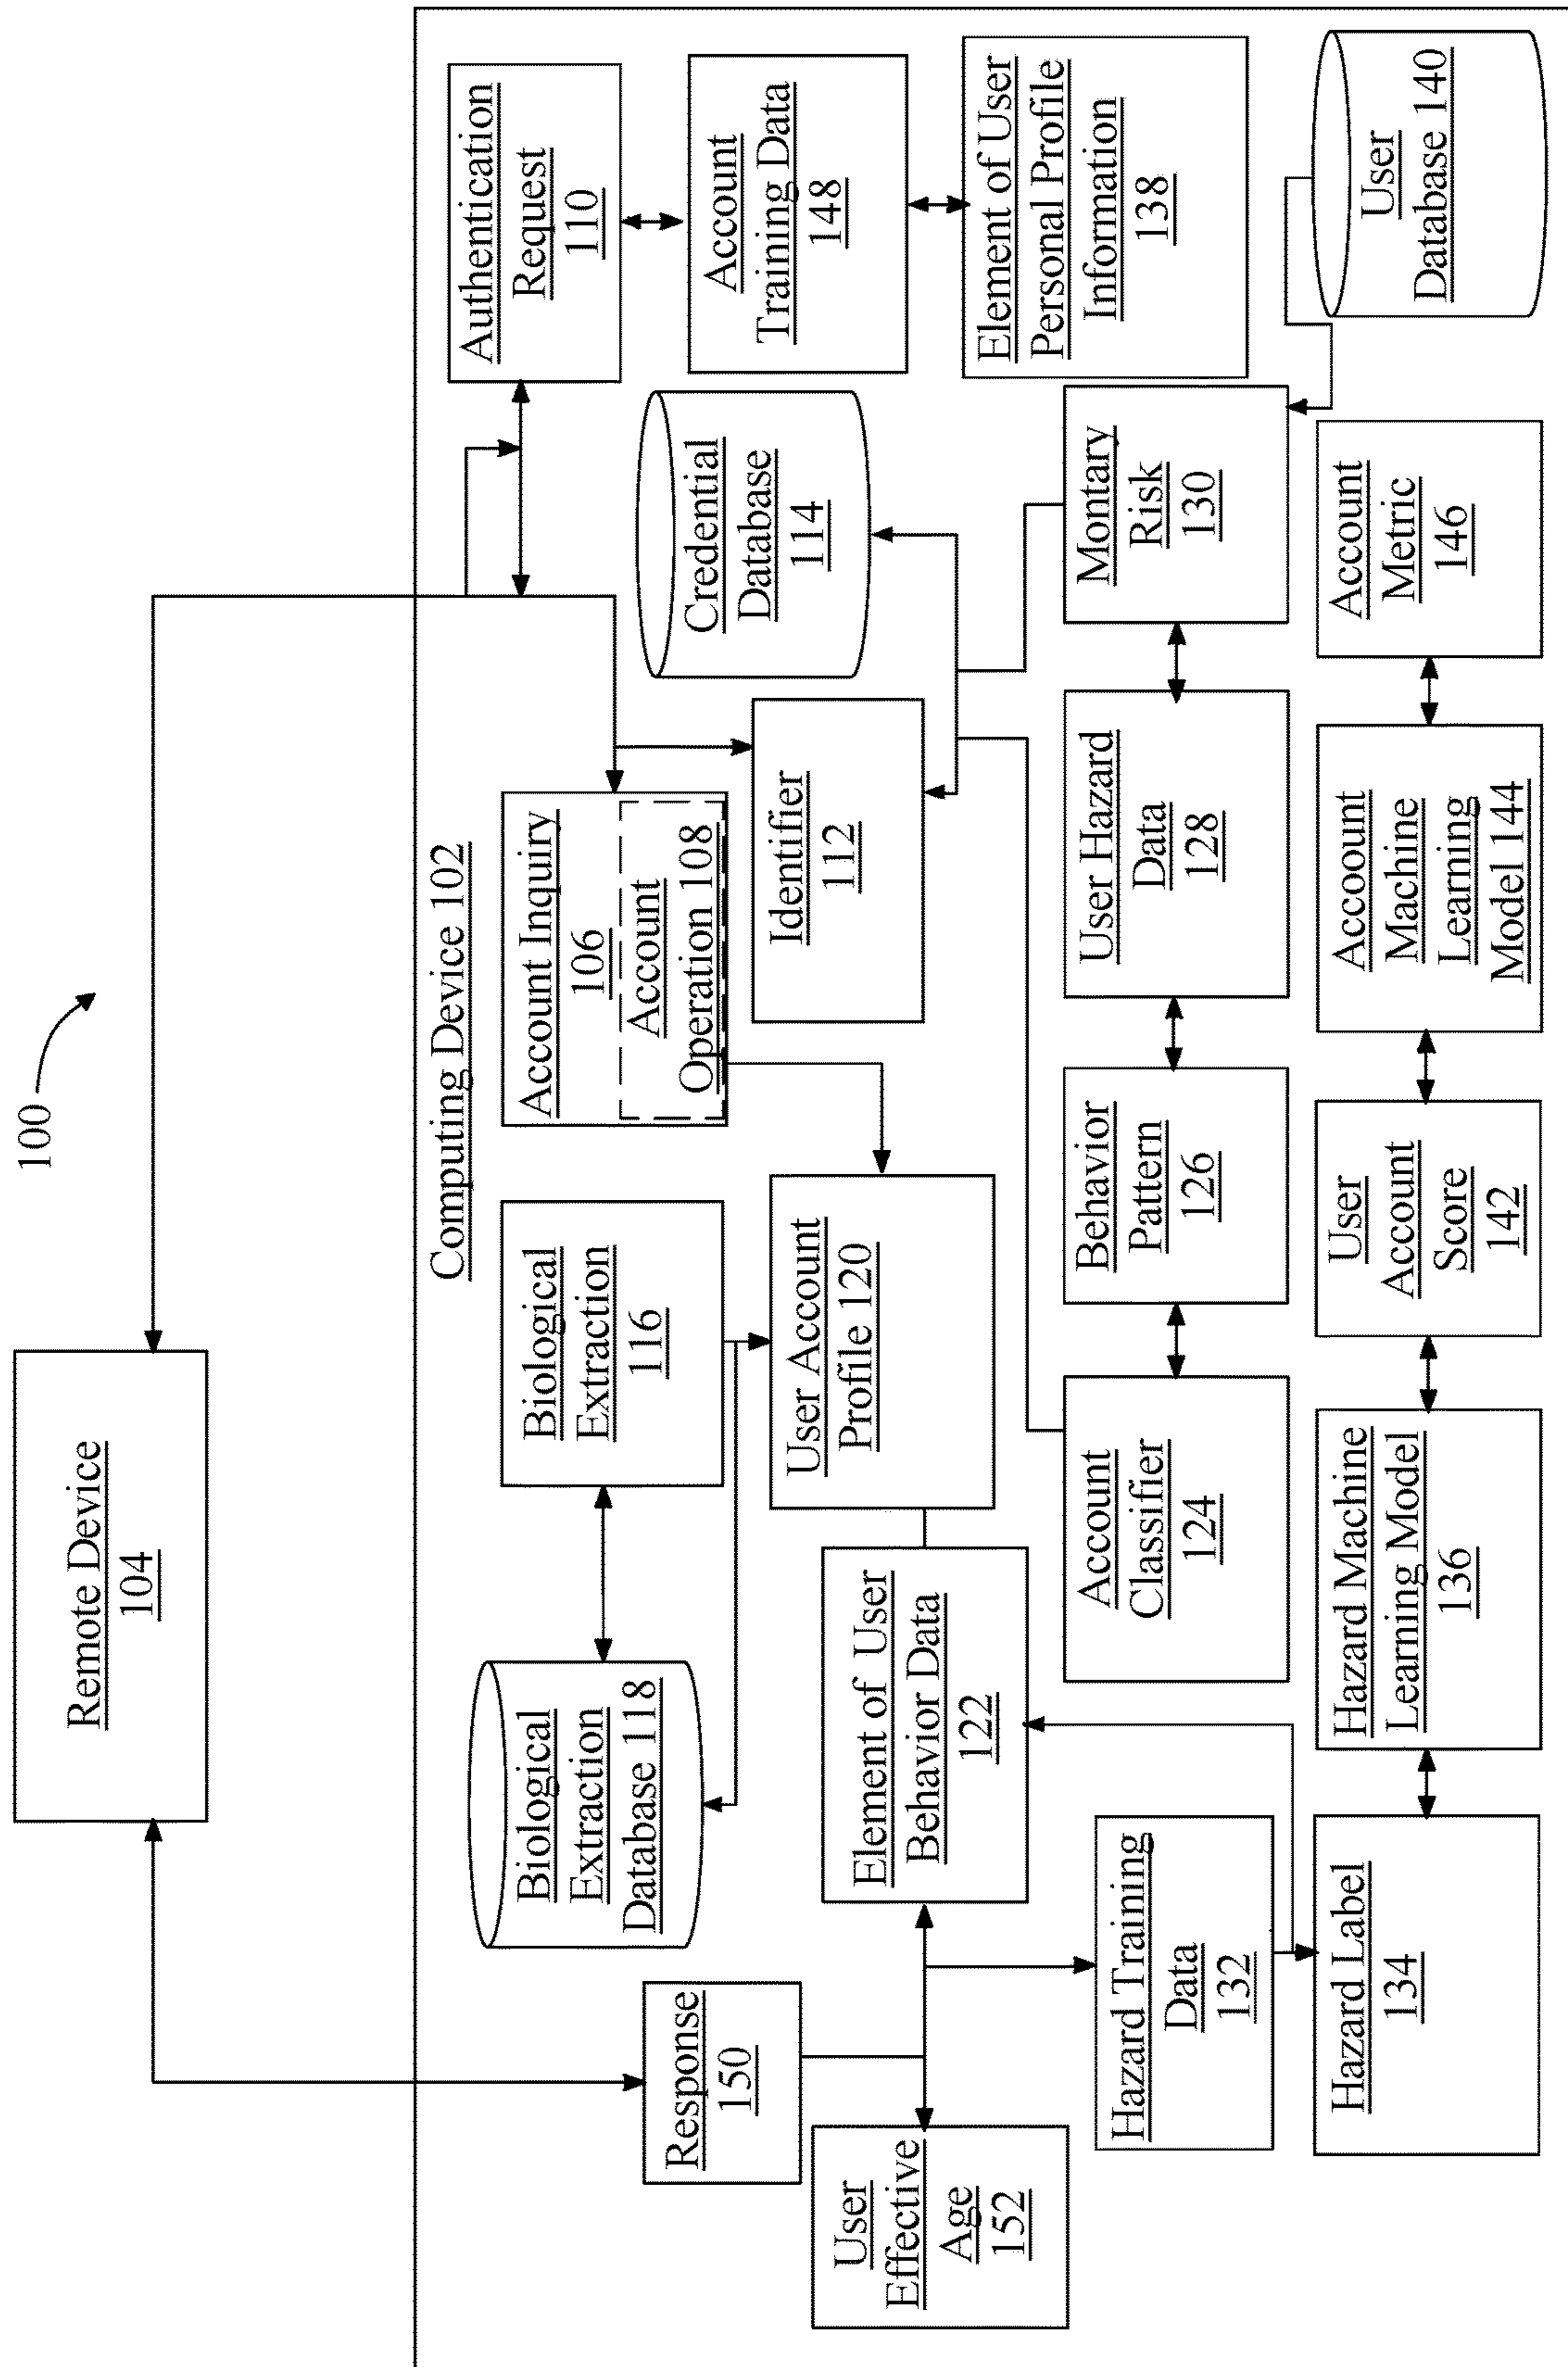 100
Remote Device
104
Computing Device 102
Biological
Extraction
Database 118
Biological
Extraction
116
Account Inquiry
106
Account
Operation 108
Authentication
Request
110
Response
150
Credential
Database
114
Account
Training Data
148
User
Effective
Age
152
Element of User
Behavior Data
122
User Account
Profile 120
Identifier
112
Element of User
Personal Profile
Information
138
Hazard Training
Data
132
Account
Classifier
124
Behavior
Pattern
126
User Hazard
Data
128
Montary
Risk
130
User
Database 140
Hazard Label
134
Hazard Machine
Learning Model
136
User
Account
Score
142
Account
Machine
Learning
Model 144
Account
Metric
146